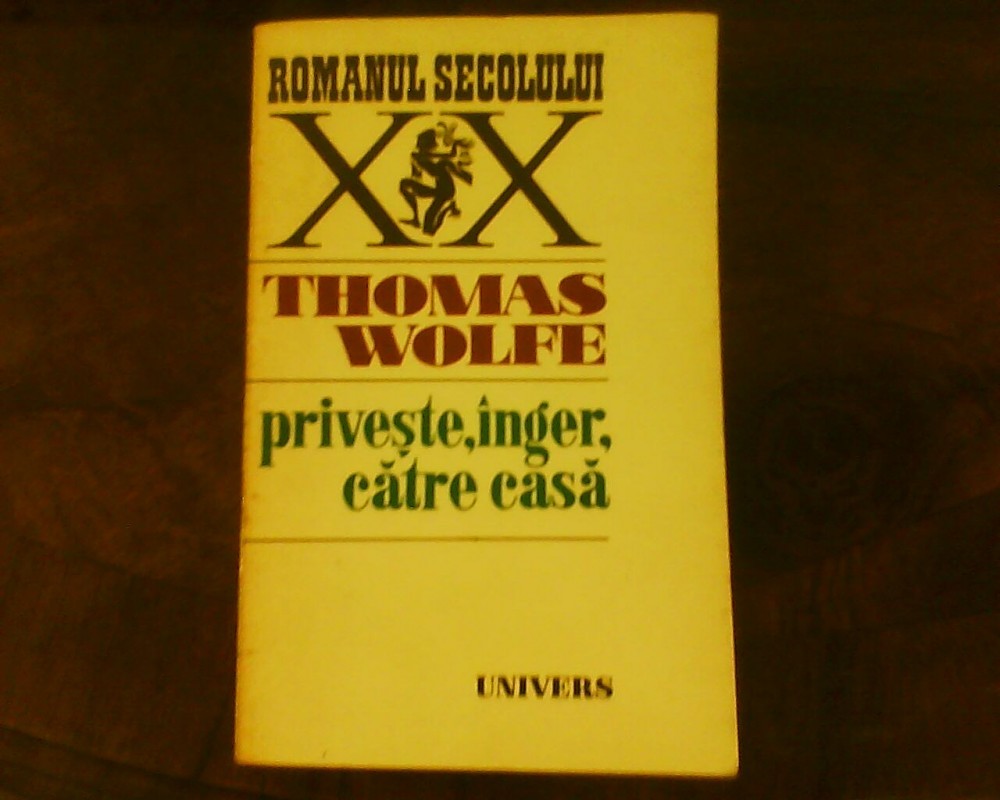 ROMANUL SECOLULUI
XX
THOMAS
WOLFE
privește, înger,
către casă
UNIVERS